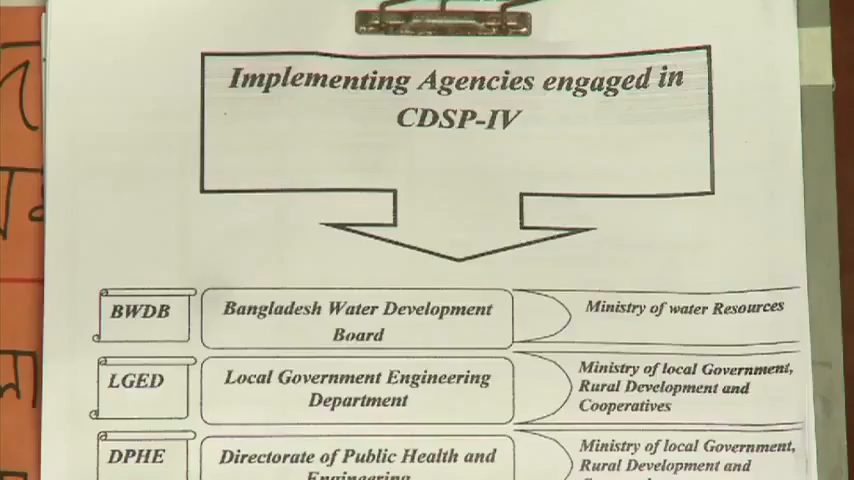 Implementing Agencies engaged in
CDSP-IV
BWDB
Bangladesh Water Development
Board
Ministry of water Resources
LGED
Local Government Engineering
Department
Ministry of local Government,
Rural Development and
Cooperatives
DPHE
Directorate of Public Health and
Engineering
Ministry of local Government,
Rural Development and